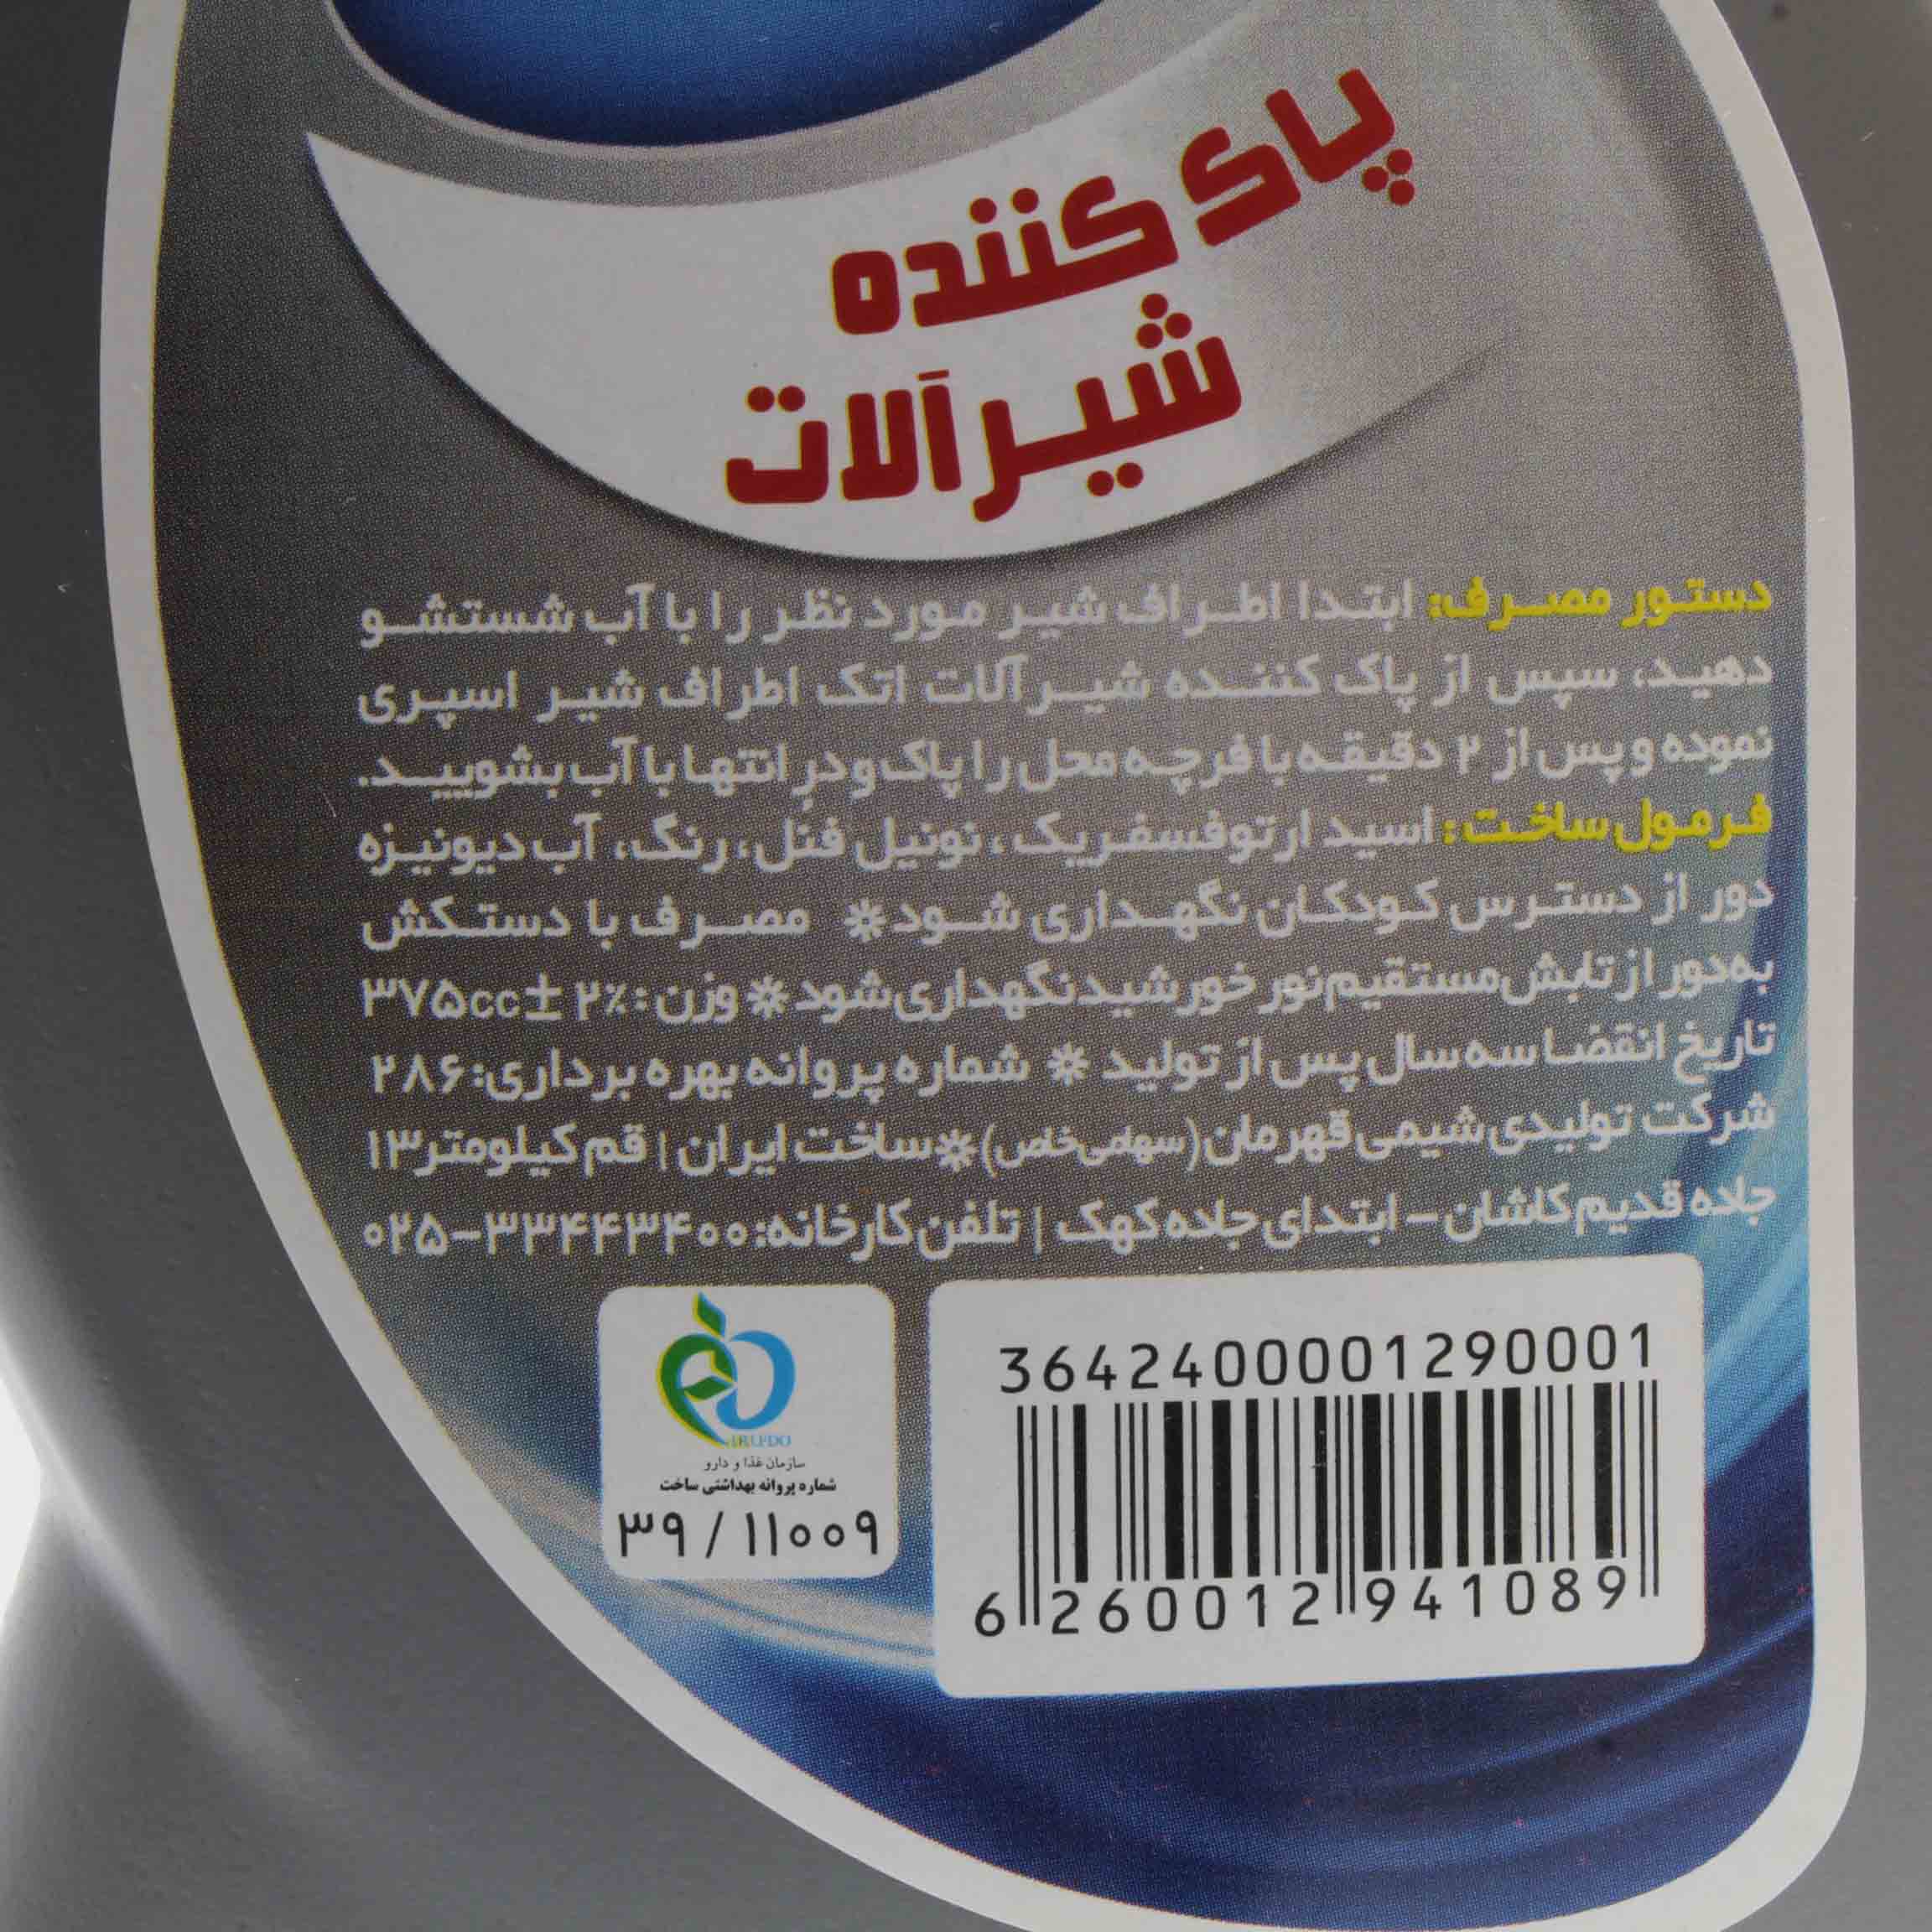 پاک کننده
شیرآلات
دستور مصرف: ابتدا اطراف شیر مورد نظر را با آب شستشو
دهید، سپس از پاک کننده شیرآلات اتک اطراف شیر اسپری
نموده و پس از ۲ دقیقه با فرچه محل را پاک و در انتها با آب بشویید.
فرمول ساخت: اسید ارتوفسفریک، نونیل فنل، رنگ، آب دیونیزه
دور از دسترس کودکان نگهداری شود* مصرف با دستکش
به دور از تابش مستقیم نور خورشید نگهداری شود* وزن: ۳۷۵cc± ۲٪
تاریخ انقضا سه سال پس از تولید * شماره پروانه بهره برداری: ۲۸۶
شرکت تولیدی شیمی قهرمان (سهامی خاص)* ساخت ایران | قم کیلومتر ۱۳
جاده قدیم کاشان - ابتدای جاده کهک | تلفن کارخانه: ۰۲۵-۳۳۴۴۳۴۰۰
3642400001290001
6 260012 941089
IR.I.FDO
سازمان غذا و دارو
شماره پروانه بهداشتی ساخت
۳۹ / ۱۱۰۰۹